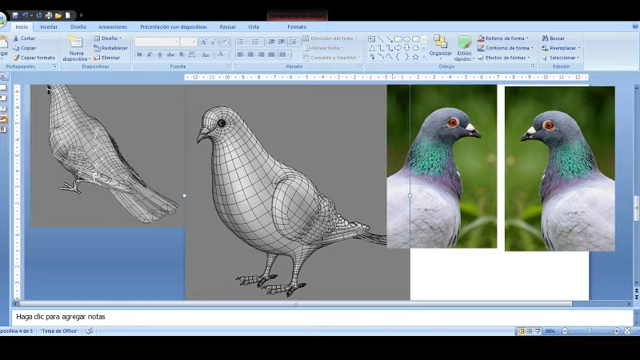 Inicio Insertar Diseño Animaciones Presentación con diapositivas Revisar Vista Formato
Cortar
Copiar
Copiar formato
Portapapeles
Nueva diapositiva
Diseño
Restablecer
Eliminar
Diapositivas
Fuente
Dirección del texto
Alinear texto
Convertir a SmartArt
Párrafo
Organizar
Estilos rápidos
Relleno de forma
Contorno de forma
Efectos de formas
Dibujo
Buscar
Reemplazar
Seleccionar
Edición
Haga clic para agregar notas
positiva 4 de 5 "Tema de Office"